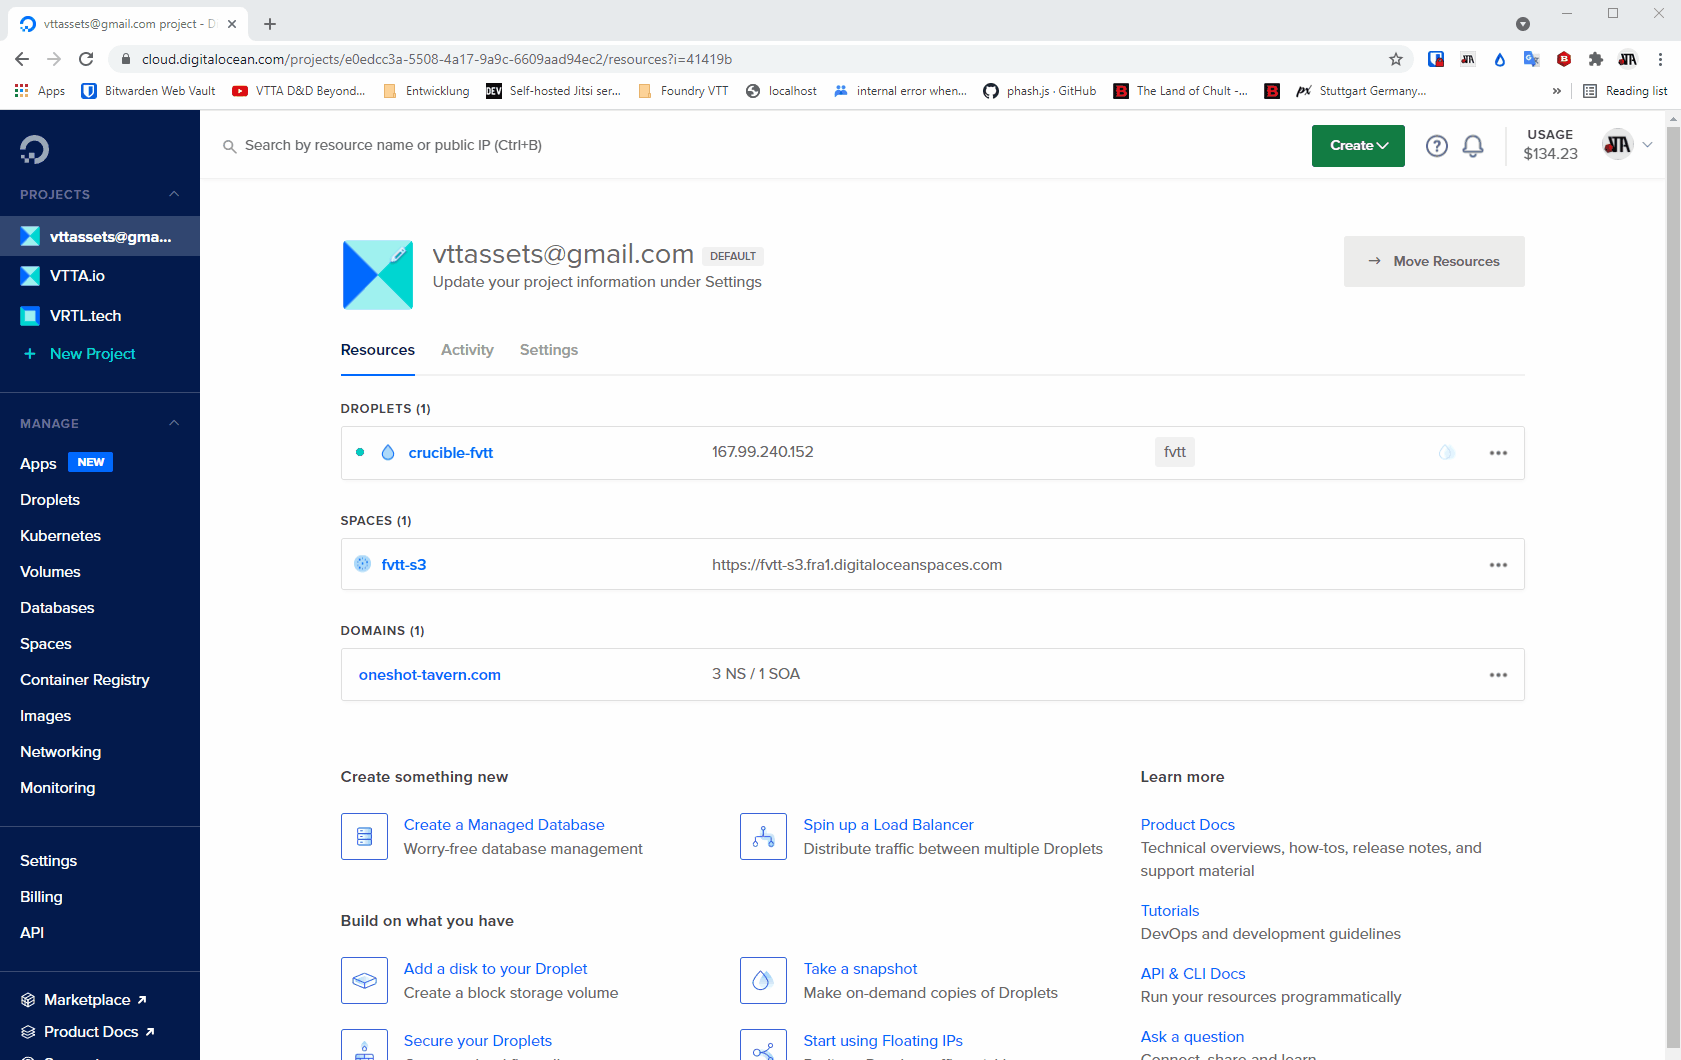 vttassets@gmail.com project - D
cloud.digitalocean.com/projects/e0edcc3a-5508-4a17-9a9c-6609aad94ec2/resources?i=41419b
Apps
Bitwarden Web Vault
VTTA D&D Beyond...
Entwicklung
DEV
Self-hosted Jitsi ser...
Foundry VTT
localhost
internal error when...
phash.js · GitHub
The Land of Chult -...
px
Stuttgart Germany...
»
Reading list
Search by resource name or public IP (Ctrl+B)
Create
USAGE
$134.23
PROJECTS
vttassets@gma...
VTTA.io
VRTL.tech
+ New Project
MANAGE
Apps NEW
Droplets
Kubernetes
Volumes
Databases
Spaces
Container Registry
Images
Networking
Monitoring
Settings
Billing
API
Marketplace
Product Docs
vttassets@gmail.com DEFAULT
Update your project information under Settings
→ Move Resources
Resources
Activity
Settings
DROPLETS (1)
crucible-fvtt 167.99.240.152 fvtt
SPACES (1)
fvtt-s3 https://fvtt-s3.fra1.digitaloceanspaces.com
DOMAINS (1)
oneshot-tavern.com 3 NS / 1 SOA
Create something new
Create a Managed Database
Worry-free database management
Spin up a Load Balancer
Distribute traffic between multiple Droplets
Build on what you have
Add a disk to your Droplet
Create a block storage volume
Take a snapshot
Make on-demand copies of Droplets
Secure your Droplets
Start using Floating IPs
Learn more
Product Docs
Technical overviews, how-tos, release notes, and
support material
Tutorials
DevOps and development guidelines
API & CLI Docs
Run your resources programmatically
Ask a question
Connect, share and learn